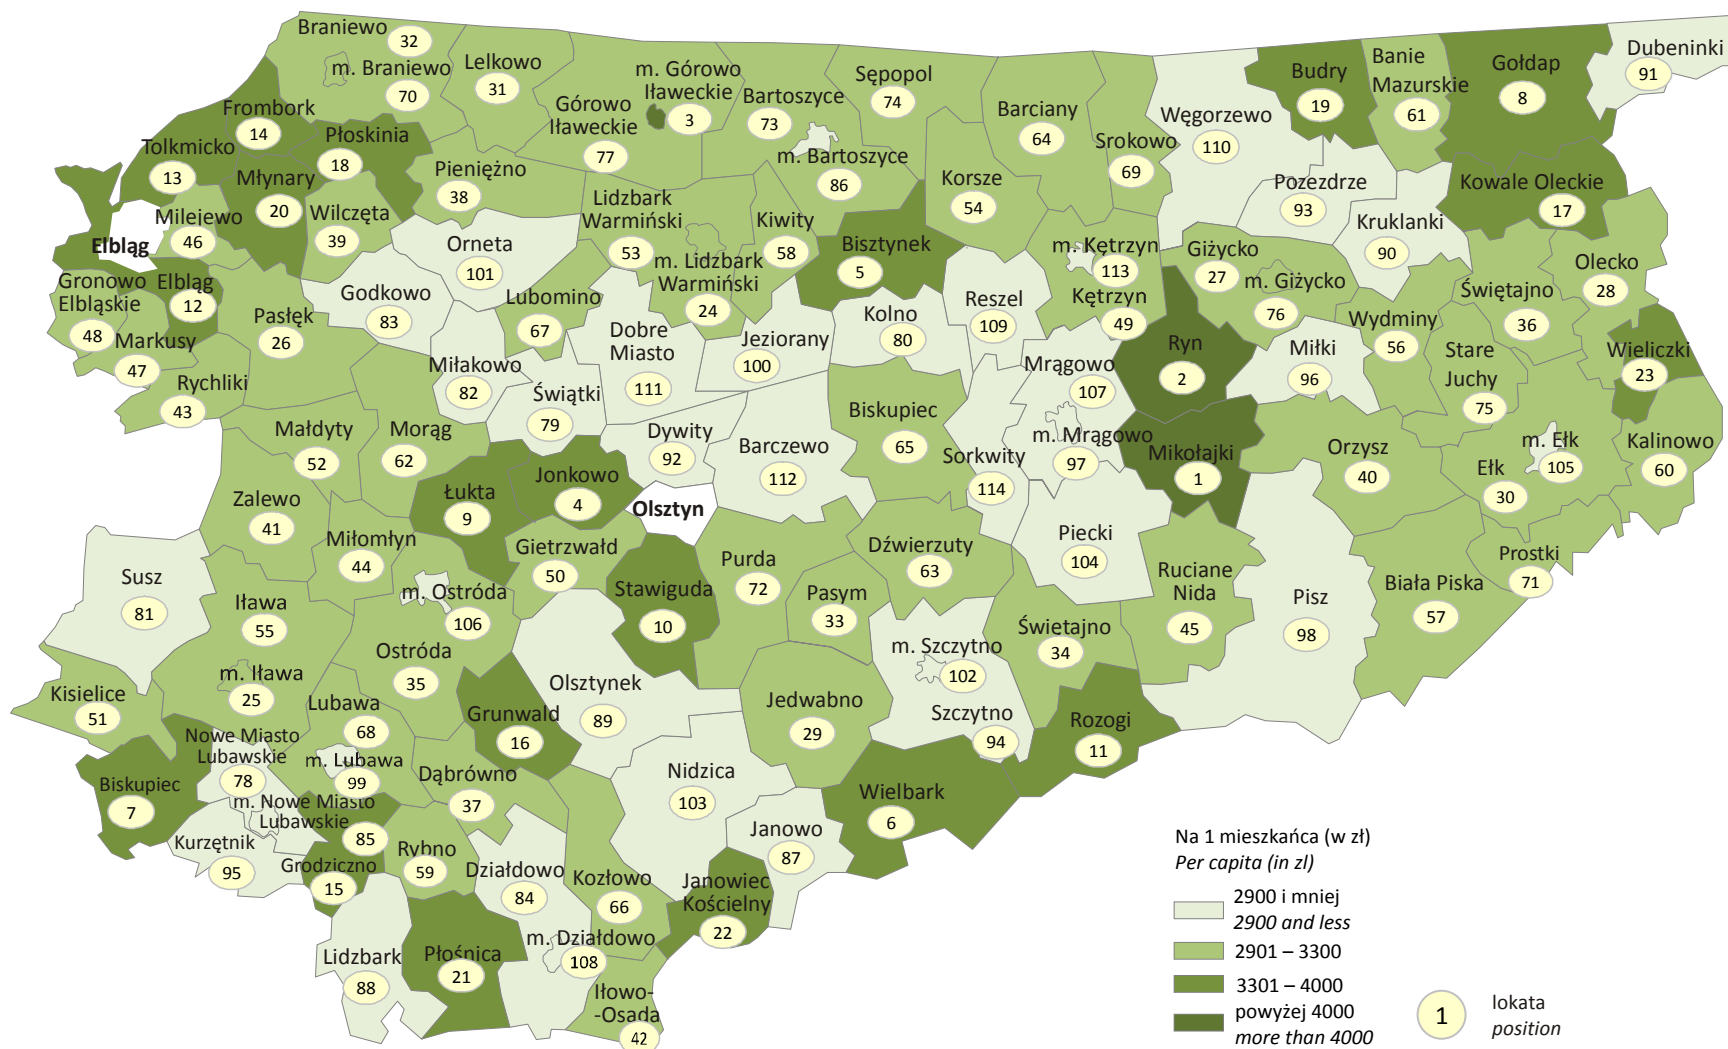 Braniewo
32
m. Braniewo
70
Lelkowo
31
m. Górowo
Iławeckie
3
Górowo
Iławeckie
77
Bartoszyce
73
m. Bartoszyce
86
Sępopol
74
Barciany
64
Srokowo
69
Węgorzewo
110
Budry
19
Banie
Mazurskie
61
Gołdap
8
Dubeninki
91
Frombork
14
Tolkmicko
13
Płoskinia
18
Młynary
20
Milejewo
46
Wilczęta
39
Pieniężno
38
Orneta
101
Lidzbark
Warmiński
53
m. Lidzbark
Warmiński
24
Kiwity
58
Bisztynek
5
Korsze
54
m. Kętrzyn
113
Kętrzyn
49
Pozezdrze
93
Kruklanki
90
Kowale Oleckie
17
Giżycko
27
m. Giżycko
76
Olecko
28
Świętajno
36
Wydminy
56
Stare
Juchy
75
Wieliczki
23
Elbląg
Elbląg
12
Gronowo
Elbląskie
48
Markusy
47
Rychliki
43
Pasłęk
26
Godkowo
83
Lubomino
67
Miłakowo
82
Świątki
79
Dobre
Miasto
111
Jeziorany
100
Kolno
80
Reszel
109
Ryn
2
Miłki
96
Mrągowo
107
m. Mrągowo
97
Mikołajki
1
Orzysz
40
Ełk
30
m. Ełk
105
Kalinowo
60
Małdyty
52
Morąg
62
Dywity
92
Barczewo
112
Biskupiec
65
Sorkwity
114
Zalewo
41
Łukta
9
Jonkowo
4
Olsztyn
Miłomłyn
44
Gietrzwałd
50
Stawiguda
10
Purda
72
Pasym
33
Dźwierzuty
63
Piecki
104
Ruciane
Nida
45
Pisz
98
Biała Piska
57
Prostki
71
Susz
81
Iława
55
m. Iława
25
m. Ostróda
106
Ostróda
35
Olsztynek
89
Jedwabno
29
m. Szczytno
102
Szczytno
94
Świetajno
34
Rozogi
11
Kisielice
51
Lubawa
68
m. Lubawa
99
Grunwald
16
Nowe Miasto
Lubawskie
78
m. Nowe Miasto
Lubawskie
85
Biskupiec
7
Kurzętnik
95
Grodziczno
15
Dąbrówno
37
Rybno
59
Działdowo
84
m. Działdowo
108
Nidzica
103
Kozłowo
66
Janowo
87
Janowiec
Kościelny
22
Wielbark
6
Lidzbark
88
Płośnica
21
Iłowo-
-Osada
42
Na 1 mieszkańca (w zł)
Per capita (in zl)
2900 i mniej
2900 and less
2901 – 3300
3301 – 4000
powyżej 4000
more than 4000
1
lokata
position